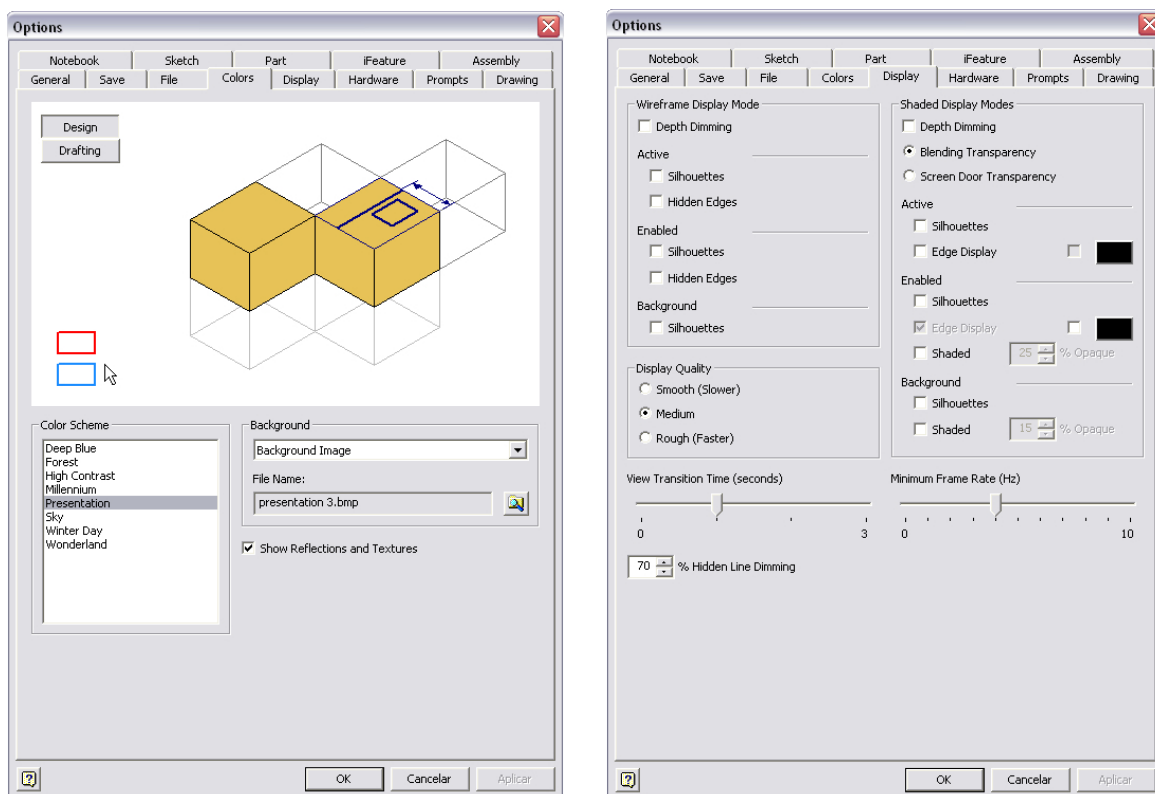 Options
Notebook Sketch Part iFeature Assembly
General Save File Colors Display Hardware Prompts Drawing
Design
Drafting
Color Scheme
Deep Blue
Forest
High Contrast
Millennium
Presentation
Sky
Winter Day
Wonderland
Background
Background Image
File Name:
presentation 3.bmp
Show Reflections and Textures
OK Cancelar Aplicar
Options
Notebook Sketch Part iFeature Assembly
General Save File Colors Display Hardware Prompts Drawing
Wireframe Display Mode
Depth Dimming
Active
Silhouettes
Hidden Edges
Enabled
Silhouettes
Hidden Edges
Background
Silhouettes
Display Quality
Smooth (Slower)
Medium
Rough (Faster)
Shaded Display Modes
Depth Dimming
Blending Transparency
Screen Door Transparency
Active
Silhouettes
Edge Display
Enabled
Silhouettes
Edge Display
Shaded 25 % Opaque
Background
Silhouettes
Shaded 15 % Opaque
View Transition Time (seconds)
0 3
Minimum Frame Rate (Hz)
0 10
70 % Hidden Line Dimming
OK Cancelar Aplicar